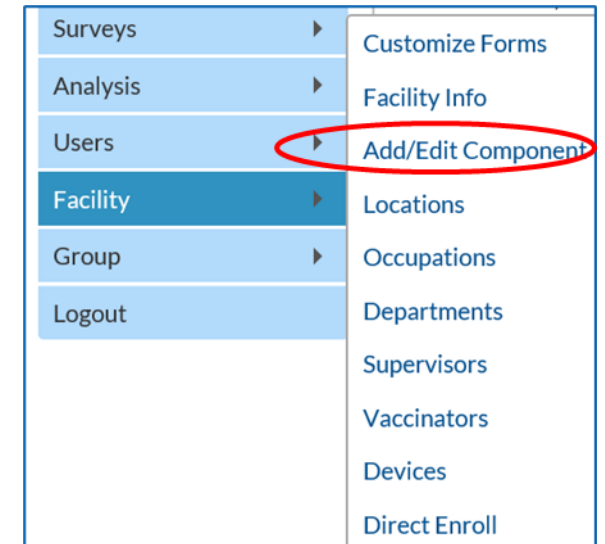 Surveys
Analysis
Users
Facility
Group
Logout
Customize Forms
Facility Info
Add/Edit Component
Locations
Occupations
Departments
Supervisors
Vaccinators
Devices
Direct Enroll